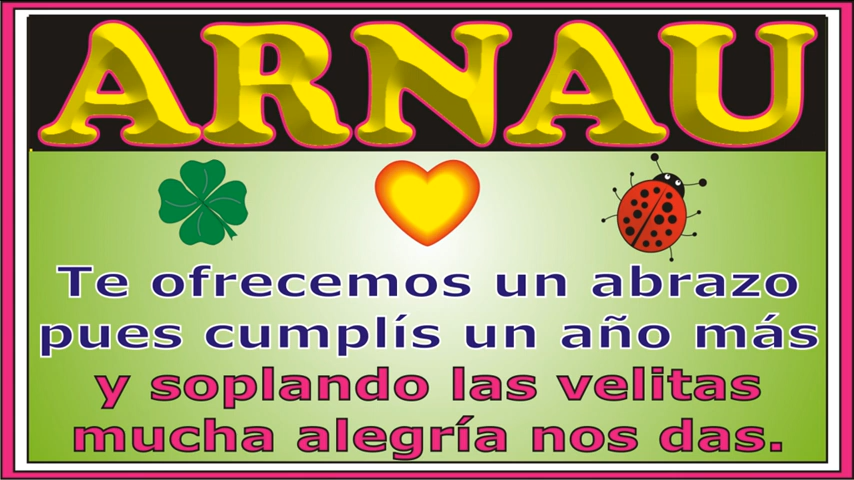 ARNAU
Te ofrecemos un abrazo
pues cumplís un año más
y soplando las velitas
mucha alegría nos das.